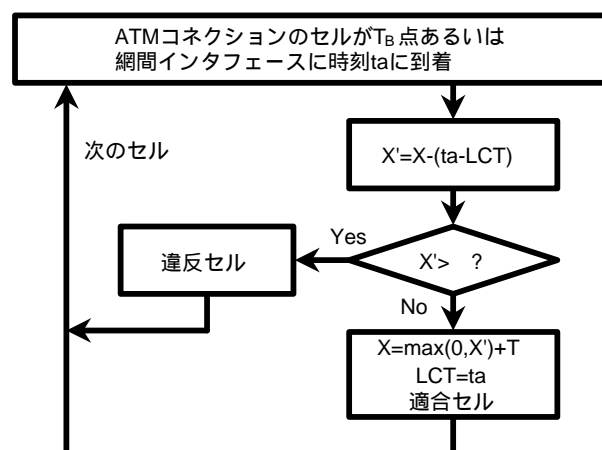 ATMコネクションのセルがTB点あるいは
網間インタフェースに時刻taに到着
次のセル
X'=X-(ta-LCT)
Yes
違反セル
X'> ?
No
X=max(0,X')+T
LCT=ta
適合セル